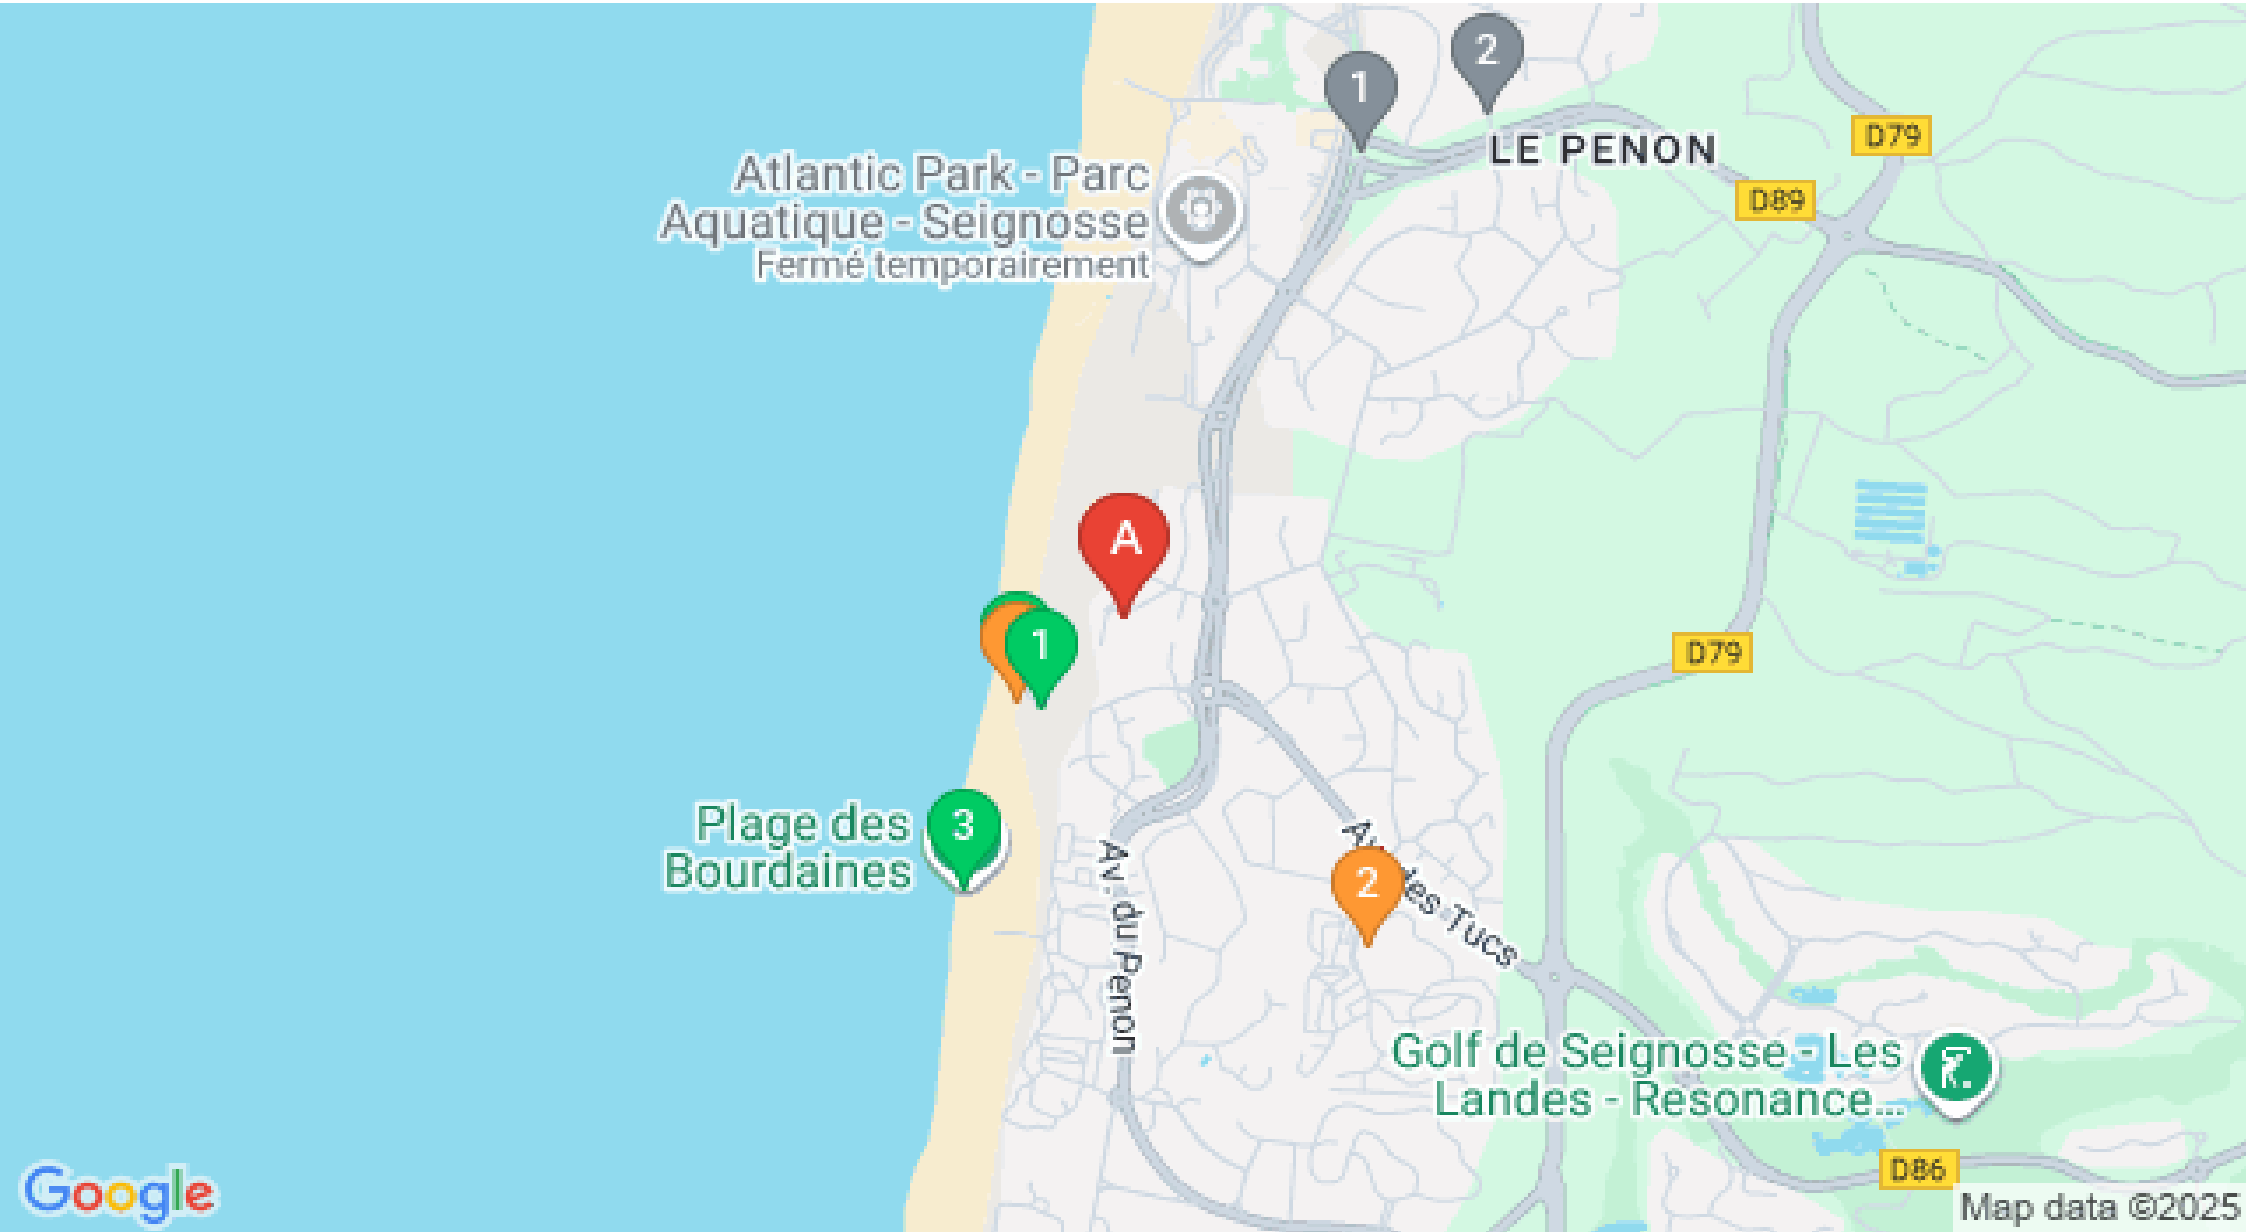 2
1
LE PENON
D79
Atlantic Park - Parc
Aquatique - Seignosse
Fermé temporairement
D89
A
1
D79
Plage des
Bourdaines
3
Av. du Penon
2
Golf de Seignosse - Les
Landes - Resonance...
D86
Google
Map data ©2025